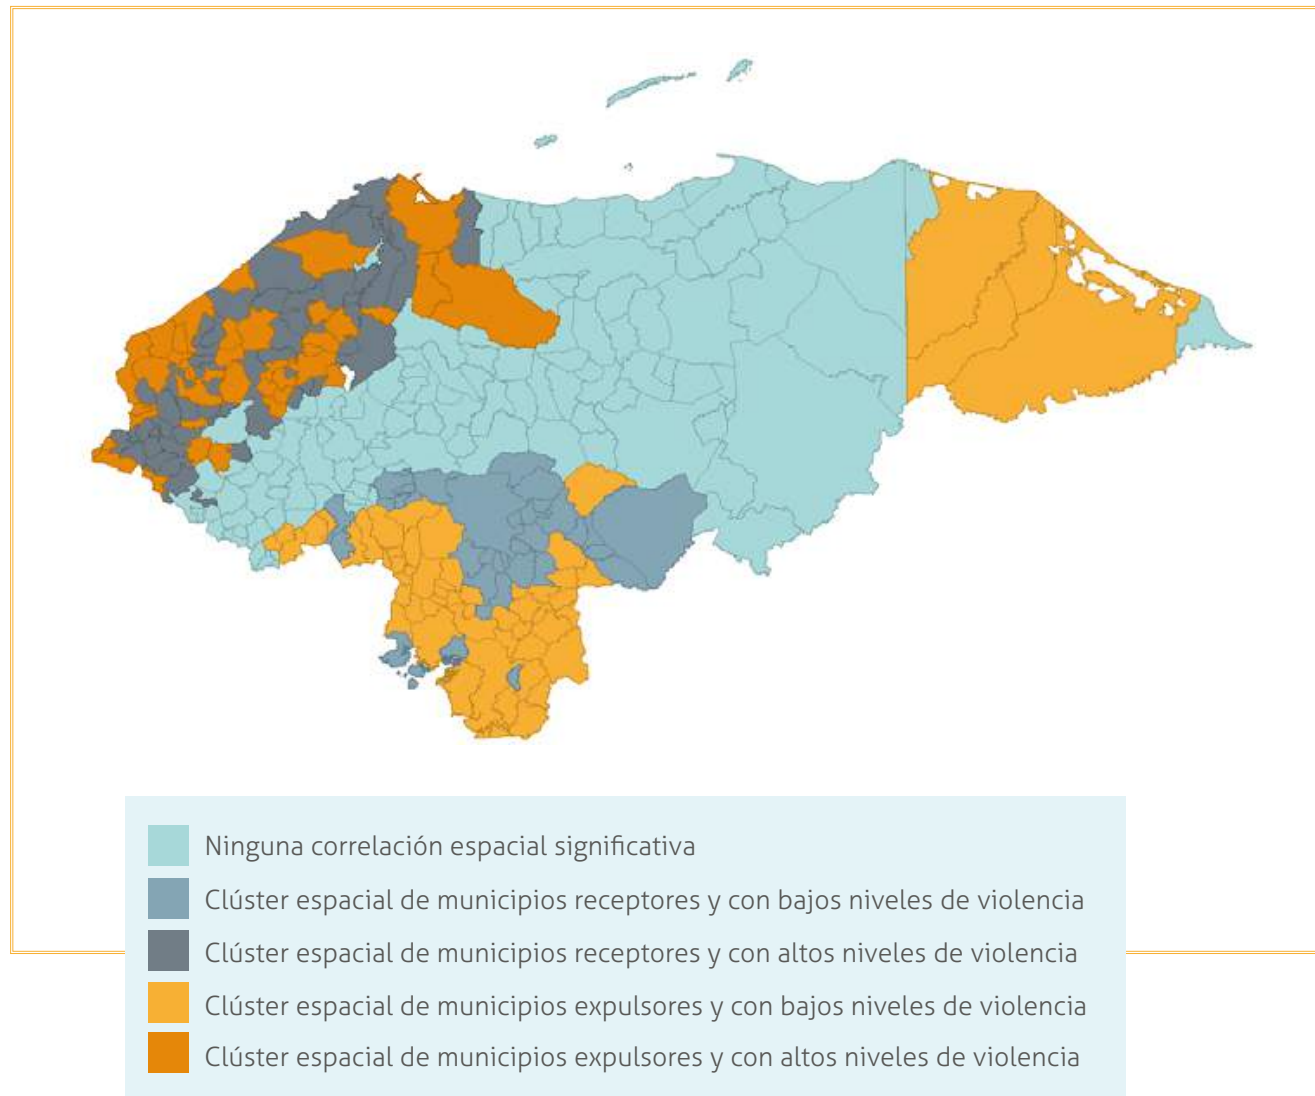 Ninguna correlación espacial significativa
Clúster espacial de municipios receptores y con bajos niveles de violencia
Clúster espacial de municipios receptores y con altos niveles de violencia
Clúster espacial de municipios expulsores y con bajos niveles de violencia
Clúster espacial de municipios expulsores y con altos niveles de violencia